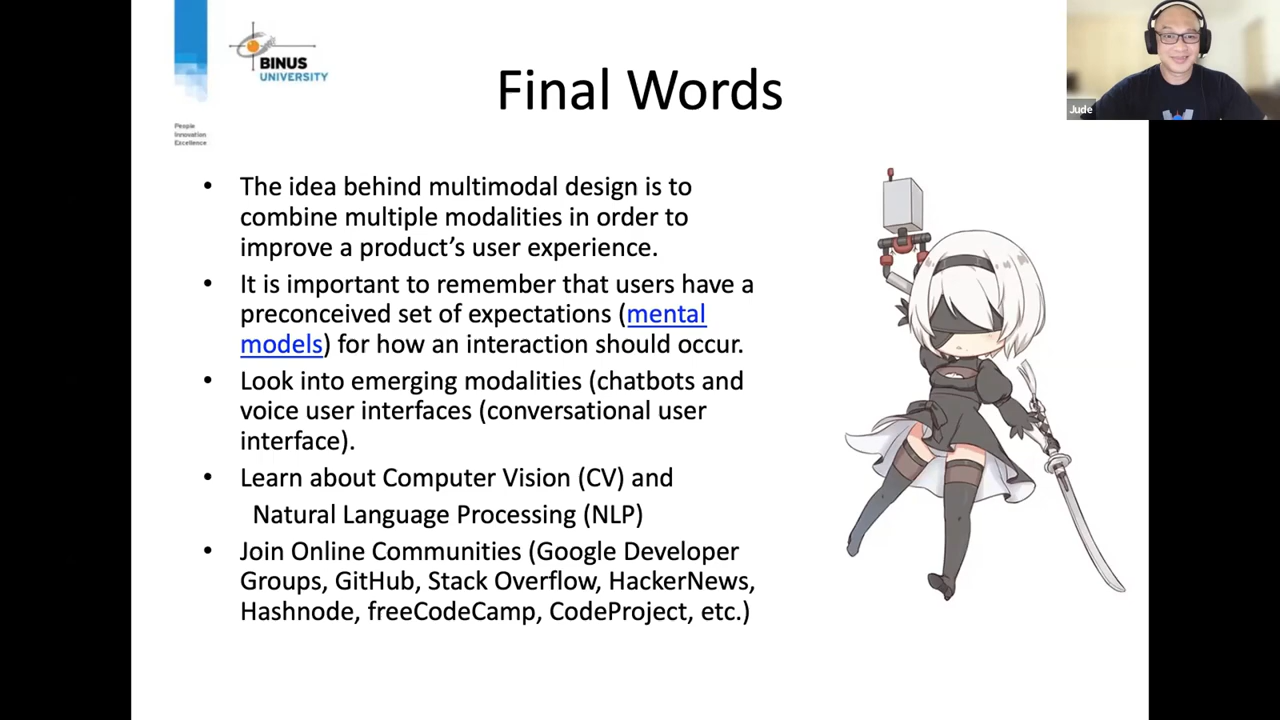 BINUS
UNIVERSITY
People
Innovation
Excellence
Final Words
Jude
• The idea behind multimodal design is to
combine multiple modalities in order to
improve a product’s user experience.
• It is important to remember that users have a
preconceived set of expectations (mental
models) for how an interaction should occur.
• Look into emerging modalities (chatbots and
voice user interfaces (conversational user
interface).
• Learn about Computer Vision (CV) and
Natural Language Processing (NLP)
• Join Online Communities (Google Developer
Groups, GitHub, Stack Overflow, HackerNews,
Hashnode, freeCodeCamp, CodeProject, etc.)